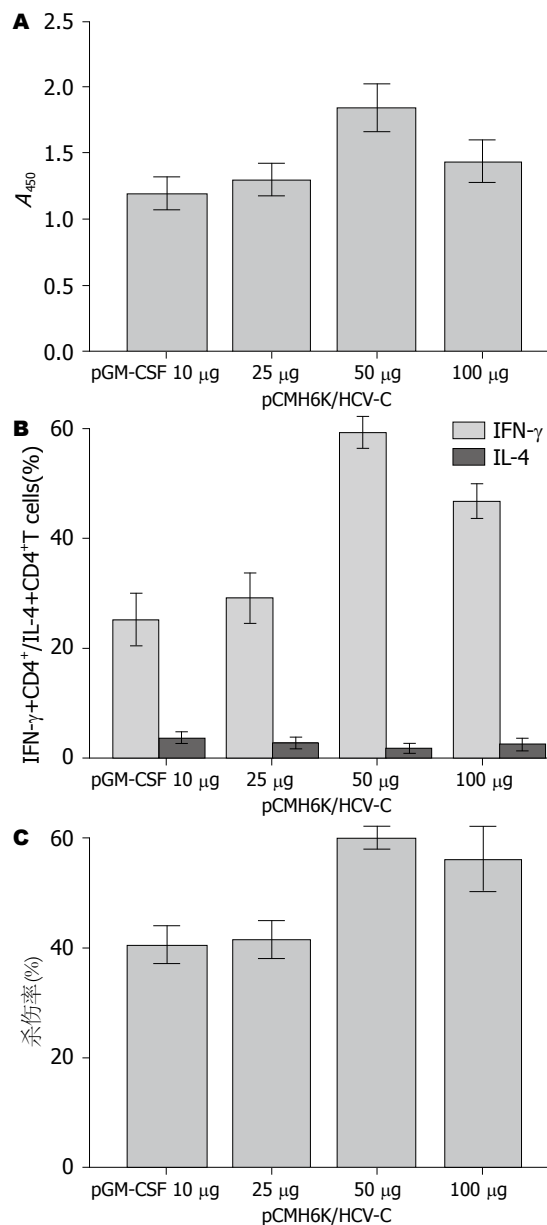 A
2.5
2.0
1.5
1.0
0.5
0.0
A450
pGM-CSF 10 μg 25 μg 50 μg 100 μg
pCMH6K/HCV-C
B
IFN-γ
IL-4
60
40
20
0
IFN-γ+CD4+/IL-4+CD4+T cells(%)
pGM-CSF 10 μg 25 μg 50 μg 100 μg
pCMH6K/HCV-C
C
60
40
20
0
杀伤率(%)
pGM-CSF 10 μg 25 μg 50 μg 100 μg
pCMH6K/HCV-C